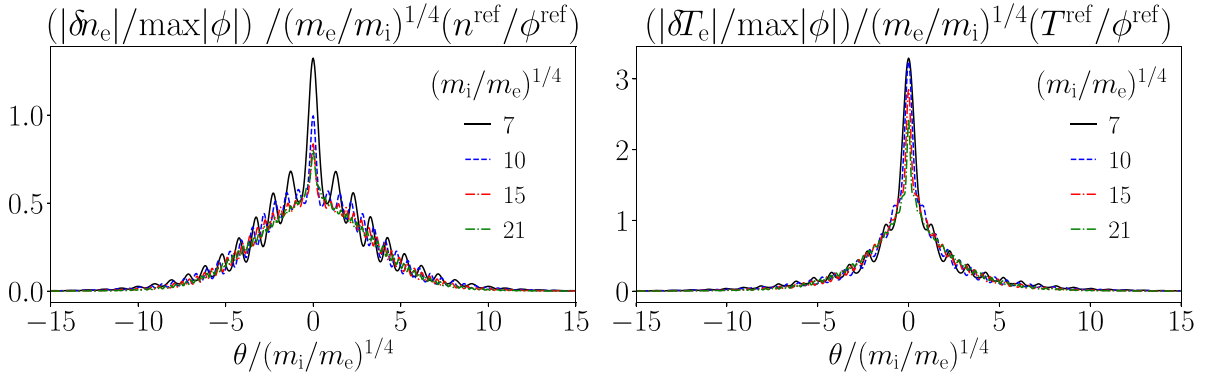 (|δn_e|/max|ϕ|) /(m_e/m_i)^{1/4}(n^{ref}/ϕ^{ref})
1.0
0.5
0.0
(m_i/m_e)^{1/4}
7
10
15
21
−15 −10 −5 0 5 10 15
θ/(m_i/m_e)^{1/4}
(|δT_e|/max|ϕ|)/(m_e/m_i)^{1/4}(T^{ref}/ϕ^{ref})
3
2
1
0
(m_i/m_e)^{1/4}
7
10
15
21
−15 −10 −5 0 5 10 15
θ/(m_i/m_e)^{1/4}